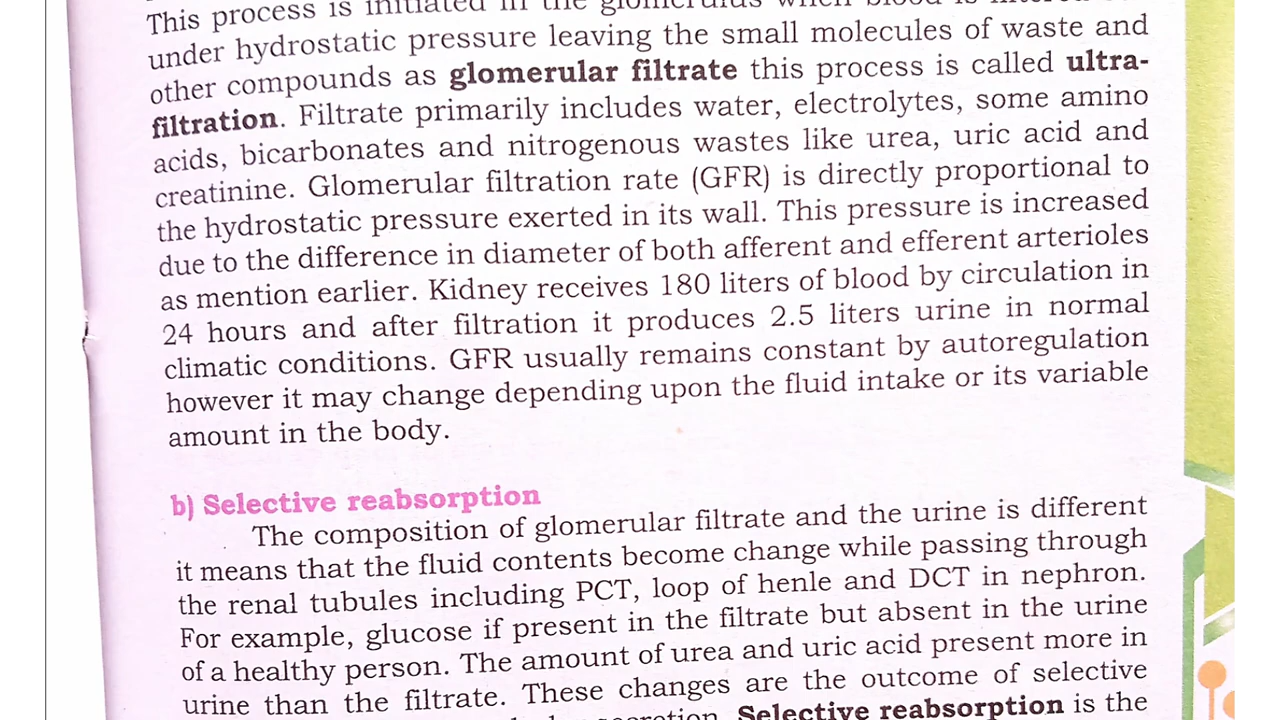 This process is initiated in the glomerulus when blood is
under hydrostatic pressure leaving the small molecules of waste and
other compounds as glomerular filtrate this process is called ultra-
filtration. Filtrate primarily includes water, electrolytes, some amino
acids, bicarbonates and nitrogenous wastes like urea, uric acid and
creatinine. Glomerular filtration rate (GFR) is directly proportional to
the hydrostatic pressure exerted in its wall. This pressure is increased
due to the difference in diameter of both afferent and efferent arterioles
as mention earlier. Kidney receives 180 liters of blood by circulation in
24 hours and after filtration it produces 2.5 liters urine in normal
climatic conditions. GFR usually remains constant by autoregulation
however it may change depending upon the fluid intake or its variable
amount in the body.
b) Selective reabsorption
The composition of glomerular filtrate and the urine is different
it means that the fluid contents become change while passing through
the renal tubules including PCT, loop of henle and DCT in nephron.
For example, glucose if present in the filtrate but absent in the urine
of a healthy person. The amount of urea and uric acid present more in
urine than the filtrate. These changes are the outcome of selective
Selective reabsorption is the